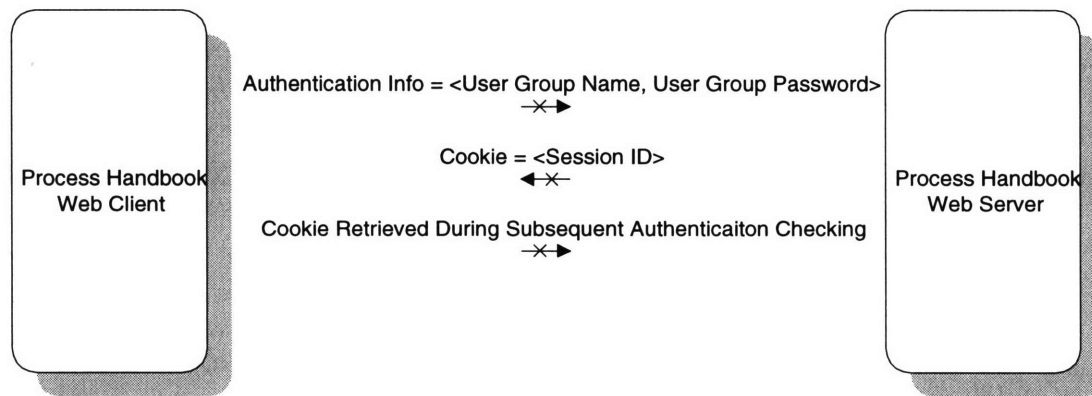 Authentication Info = <User Group Name, User Group Password>
Cookie = <Session ID>
Process Handbook
Web Client
Process Handbook
Web Server
Cookie Retrieved During Subsequent Authenticaiton Checking